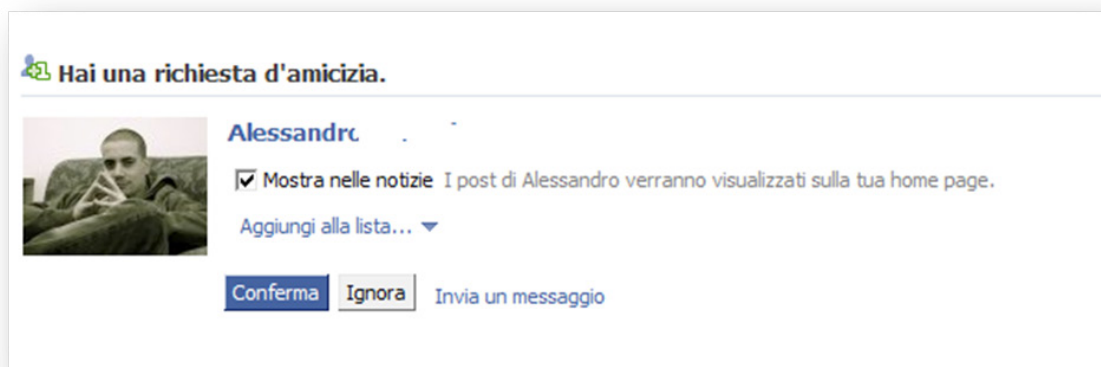 Hai una richiesta d'amicizia.
Alessandro
Mostra nelle notizie I post di Alessandro verranno visualizzati sulla tua home page.
Aggiungi alla lista...
Conferma Ignora Invia un messaggio